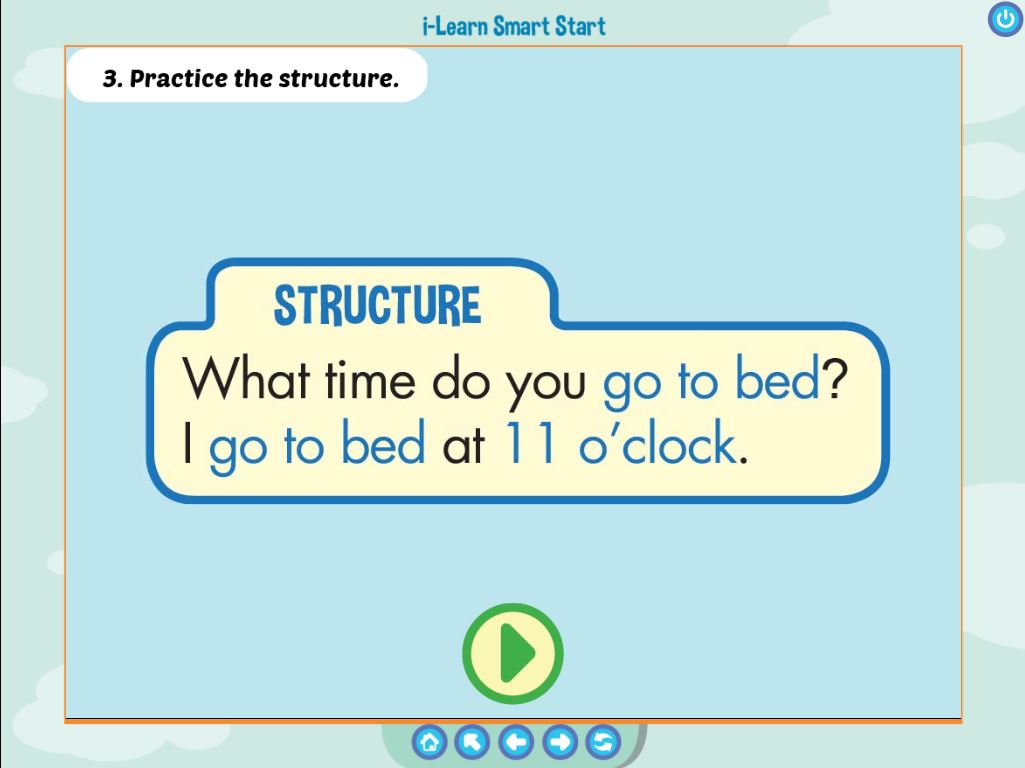 i-Learn Smart Start
3. Practice the structure.
STRUCTURE
What time do you go to bed?
I go to bed at 11 o’clock.